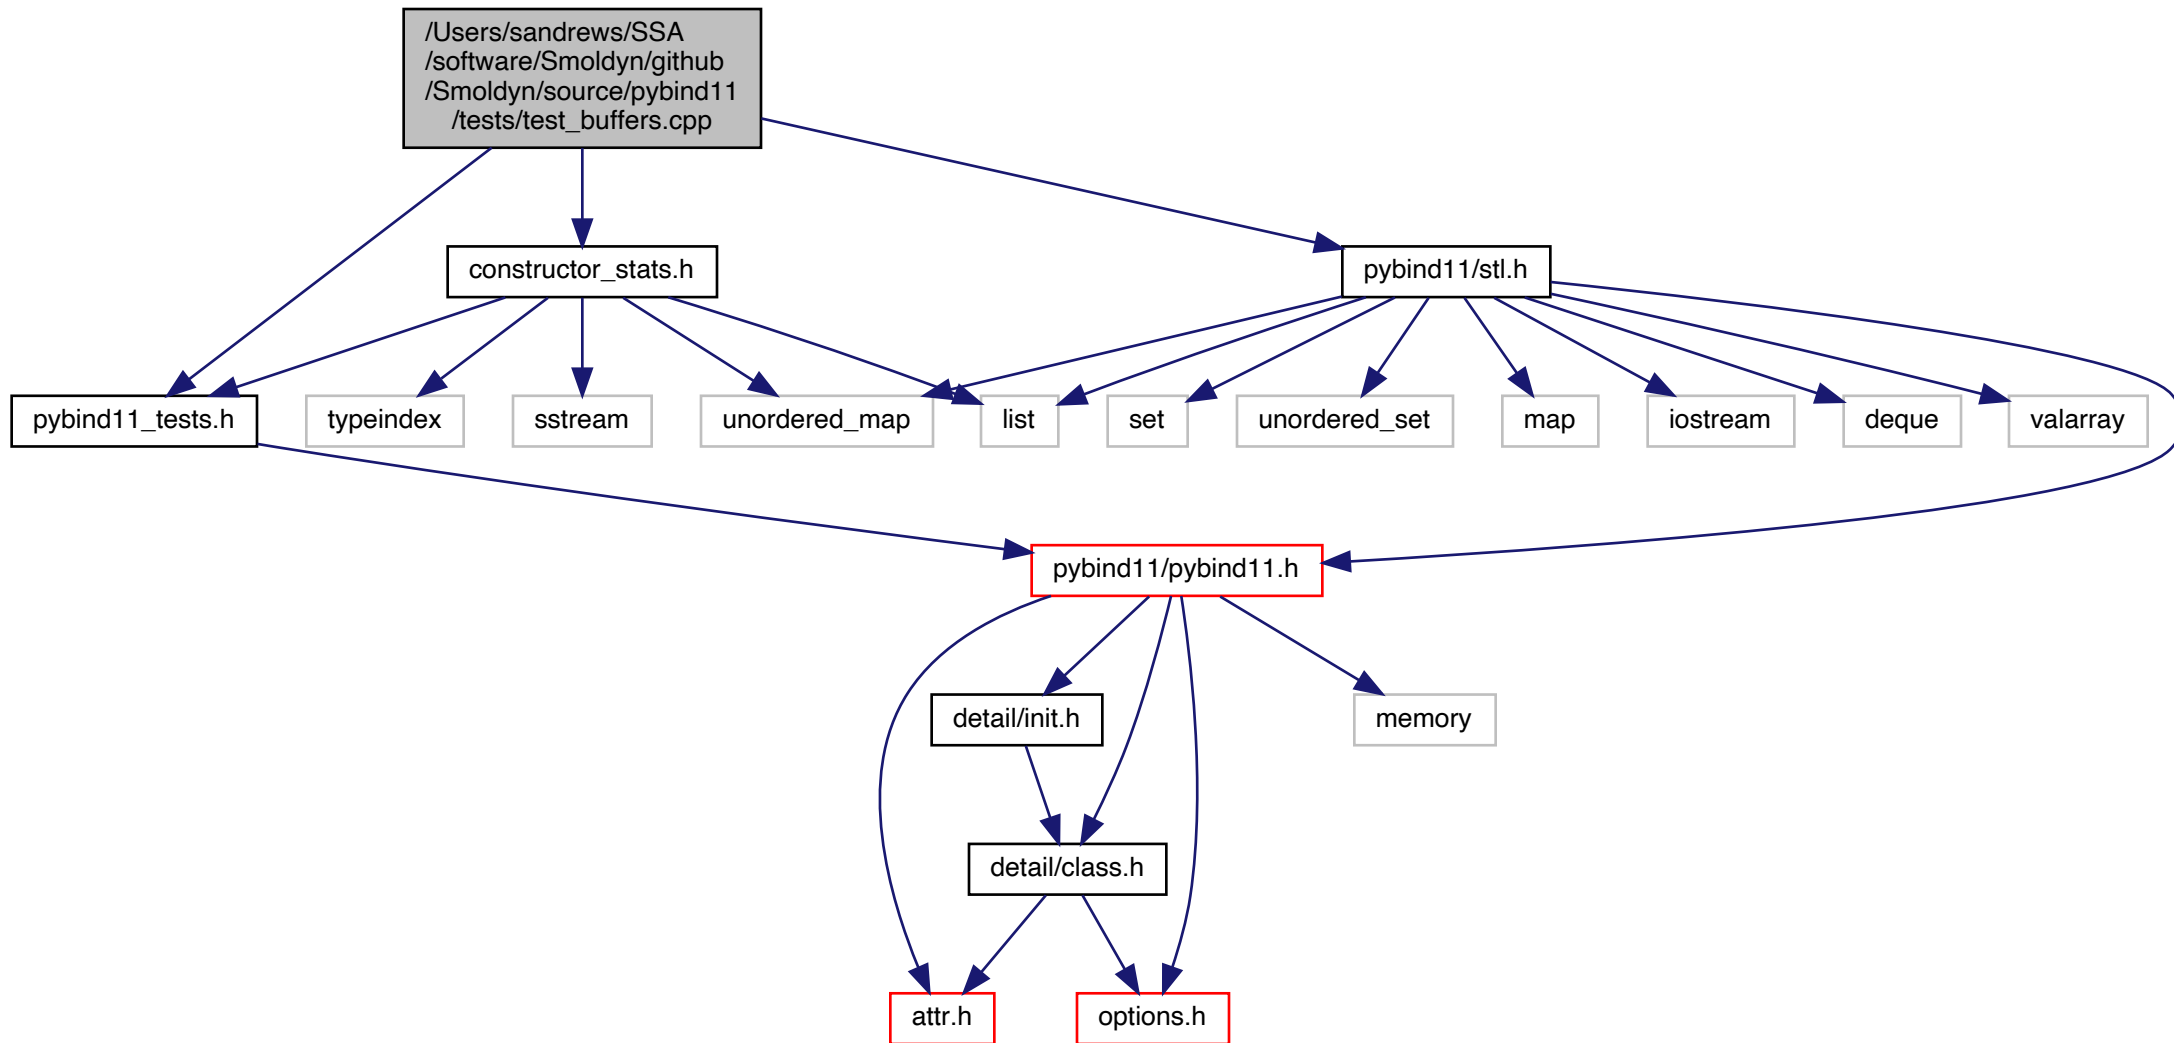 /Users/sandrews/SSA
/software/Smoldyn/github
/Smoldyn/source/pybind11
/tests/test_buffers.cpp
constructor_stats.h
pybind11/stl.h
pybind11_tests.h
typeindex
sstream
unordered_map
list
set
unordered_set
map
iostream
deque
valarray
pybind11/pybind11.h
detail/init.h
memory
detail/class.h
attr.h
options.h